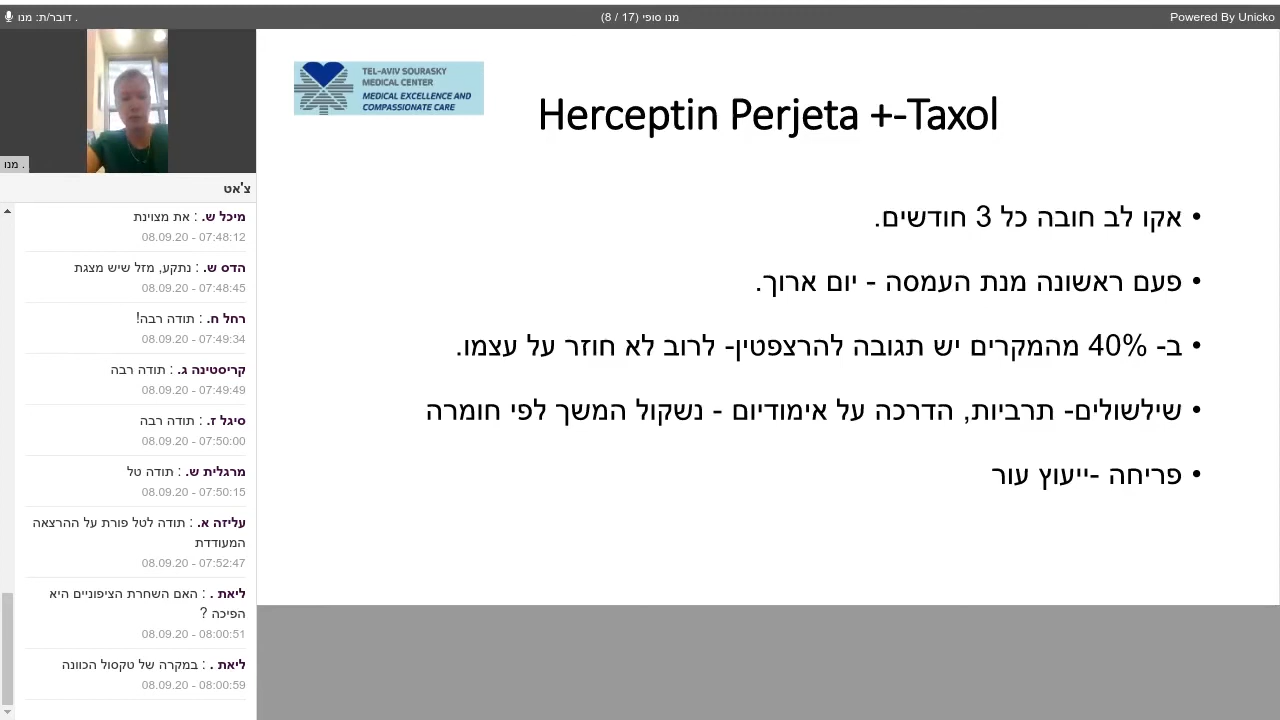 דובר/ת: מנו .
מנו סופי (17 / 8)
Powered By Unicko
מנו .
צ'אט
מיכל ש. : את מצוינת
08.09.20 - 07:48:12
הדס ש. : נתקע, מזל שיש מצגת
08.09.20 - 07:48:45
רחל ח. : תודה רבה!
08.09.20 - 07:49:34
קריסטינה ג. : תודה רבה
08.09.20 - 07:49:49
סיגל ז. : תודה רבה
08.09.20 - 07:50:00
מרגלית ש. : תודה טל
08.09.20 - 07:50:15
עליזה א. : תודה לטל פורת על ההרצאה
המעודדת
08.09.20 - 07:52:47
ליאת . : האם השחרת הציפוניים היא
הפיכה ?
08.09.20 - 08:00:51
ליאת . : במקרה של טקסול הכוונה
08.09.20 - 08:00:59
TEL-AVIV SOURASKY
MEDICAL CENTER
MEDICAL EXCELLENCE AND
COMPASSIONATE CARE
Herceptin Perjeta +-Taxol
• אקו לב חובה כל 3 חודשים.
• פעם ראשונה מנת העמסה - יום ארוך.
• ב- 40% מהמקרים יש תגובה להרצפטין- לרוב לא חוזר על עצמו.
• שילשולים- תרביות, הדרכה על אימודיום - נשקול המשך לפי חומרה
• פריחה -ייעוץ עור